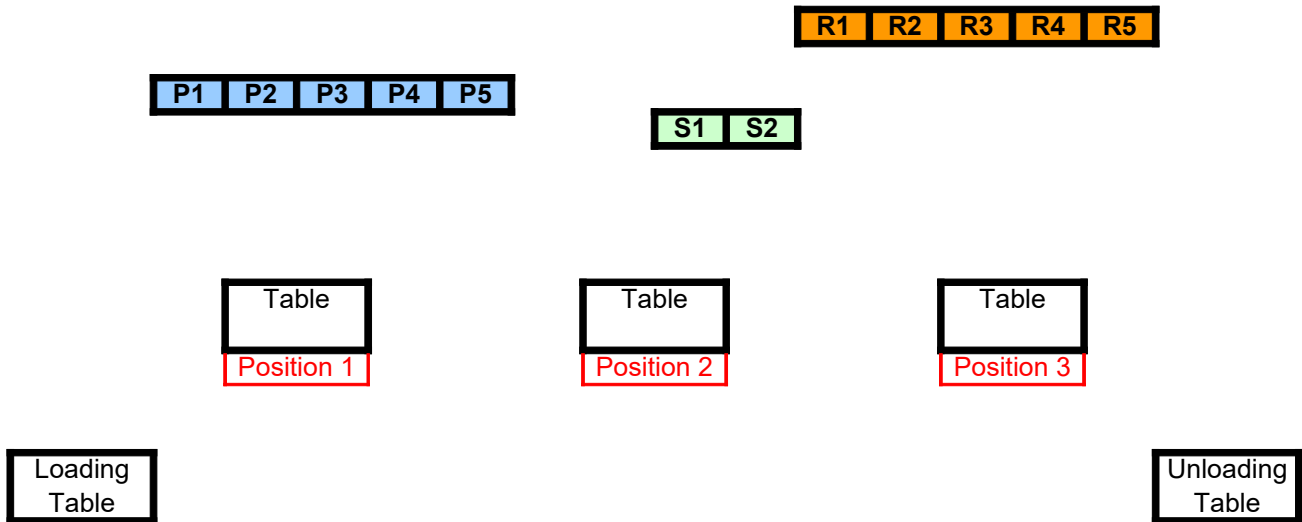 R1 R2 R3 R4 R5
P1 P2 P3 P4 P5
S1 S2
Table Table Table
Position 1 Position 2 Position 3
Loading Unloading
Table Table